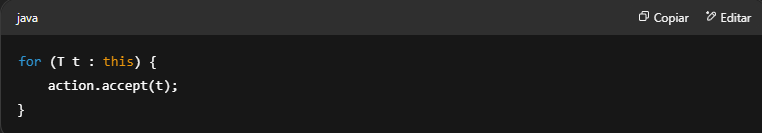 java Copiar Editar
for (T t : this) {
    action.accept(t);
}